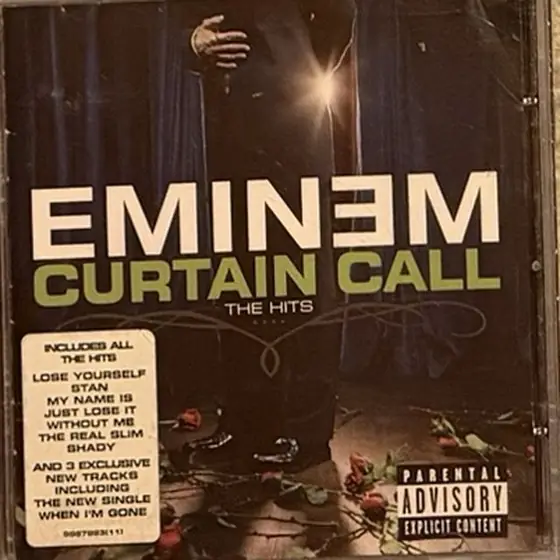 EMINƎM
CURTAIN CALL
THE HITS
INCLUDES ALL
THE HITS
LOSE YOURSELF
STAN
MY NAME IS
JUST LOSE IT
WITHOUT ME
THE REAL SLIM
SHADY
AND 3 EXCLUSIVE
NEW TRACKS
INCLUDING
THE NEW SINGLE
WHEN I'M GONE
PARENTAL
ADVISORY
EXPLICIT CONTENT